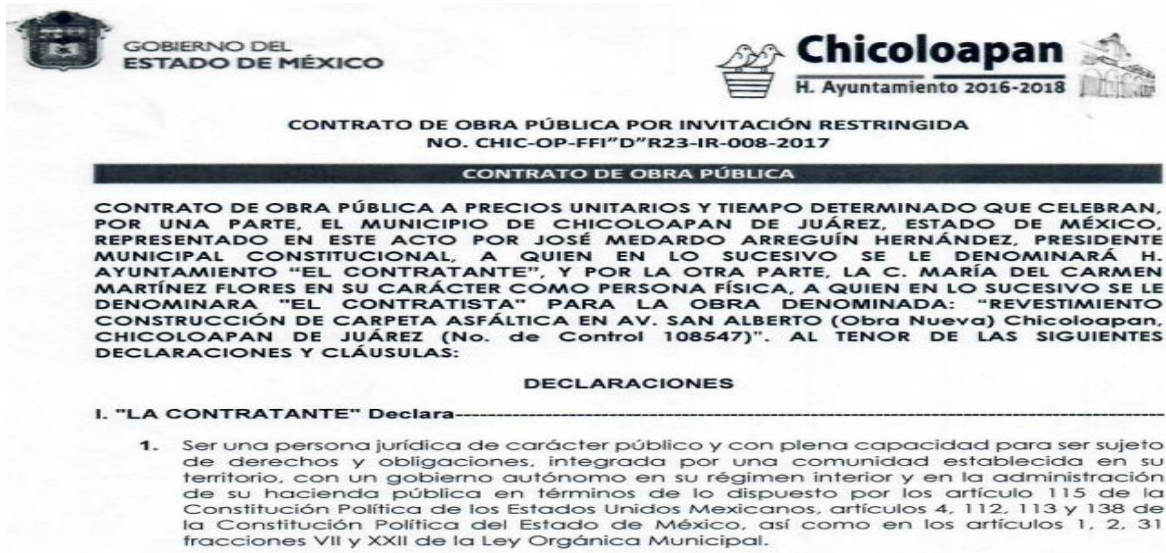 GOBIERNO DEL
ESTADO DE MÉXICO
Chicoloapan
H. Ayuntamiento 2016-2018
CONTRATO DE OBRA PÚBLICA POR INVITACIÓN RESTRINGIDA
NO. CHIC-OP-FFI"D"R23-IR-008-2017
CONTRATO DE OBRA PÚBLICA
CONTRATO DE OBRA PÚBLICA A PRECIOS UNITARIOS Y TIEMPO DETERMINADO QUE CELEBRAN,
POR UNA PARTE, EL MUNICIPIO DE CHICOLOAPAN DE JUÁREZ, ESTADO DE MÉXICO,
REPRESENTADO EN ESTE ACTO POR JOSÉ MEDARDO ARREGUÍN HERNÁNDEZ, PRESIDENTE
MUNICIPAL CONSTITUCIONAL, A QUIEN EN LO SUCESIVO SE LE DENOMINARÁ H.
AYUNTAMIENTO "EL CONTRATANTE", Y POR LA OTRA PARTE, LA C. MARÍA DEL CARMEN
MARTÍNEZ FLORES EN SU CARÁCTER COMO PERSONA FÍSICA, A QUIEN EN LO SUCESIVO SE LE
DENOMINARA "EL CONTRATISTA" PARA LA OBRA DENOMINADA: "REVESTIMIENTO
CONSTRUCCIÓN DE CARPETA ASFÁLTICA EN AV. SAN ALBERTO (Obra Nueva) Chicoloapan,
CHICOLOAPAN DE JUÁREZ (No. de Control 108547)". AL TENOR DE LAS SIGUIENTES
DECLARACIONES Y CLÁUSULAS:
DECLARACIONES
I. "LA CONTRATANTE" Declara-----------------------------------------------------------
1. Ser una persona jurídica de carácter público y con plena capacidad para ser sujeto
de derechos y obligaciones, integrada por una comunidad establecida en su
territorio, con un gobierno autónomo en su régimen interior y en la administración
de su hacienda pública en términos de lo dispuesto por los artículo 115 de la
Constitución Política de los Estados Unidos Mexicanos, artículos 4, 112, 113 y 138 de
la Constitución Política del Estado de México, así como en los artículos 1, 2, 31
fracciones VII y XXII de la Ley Orgánica Municipal.